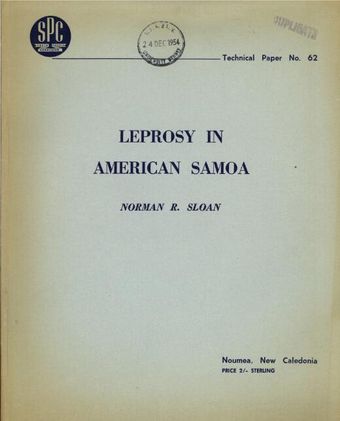 SPC
24 DEC 1954
DUPLICATE
Technical Paper No. 62
LEPROSY IN
AMERICAN SAMOA
NORMAN R. SLOAN
Noumea, New Caledonia
PRICE 2/- STERLING